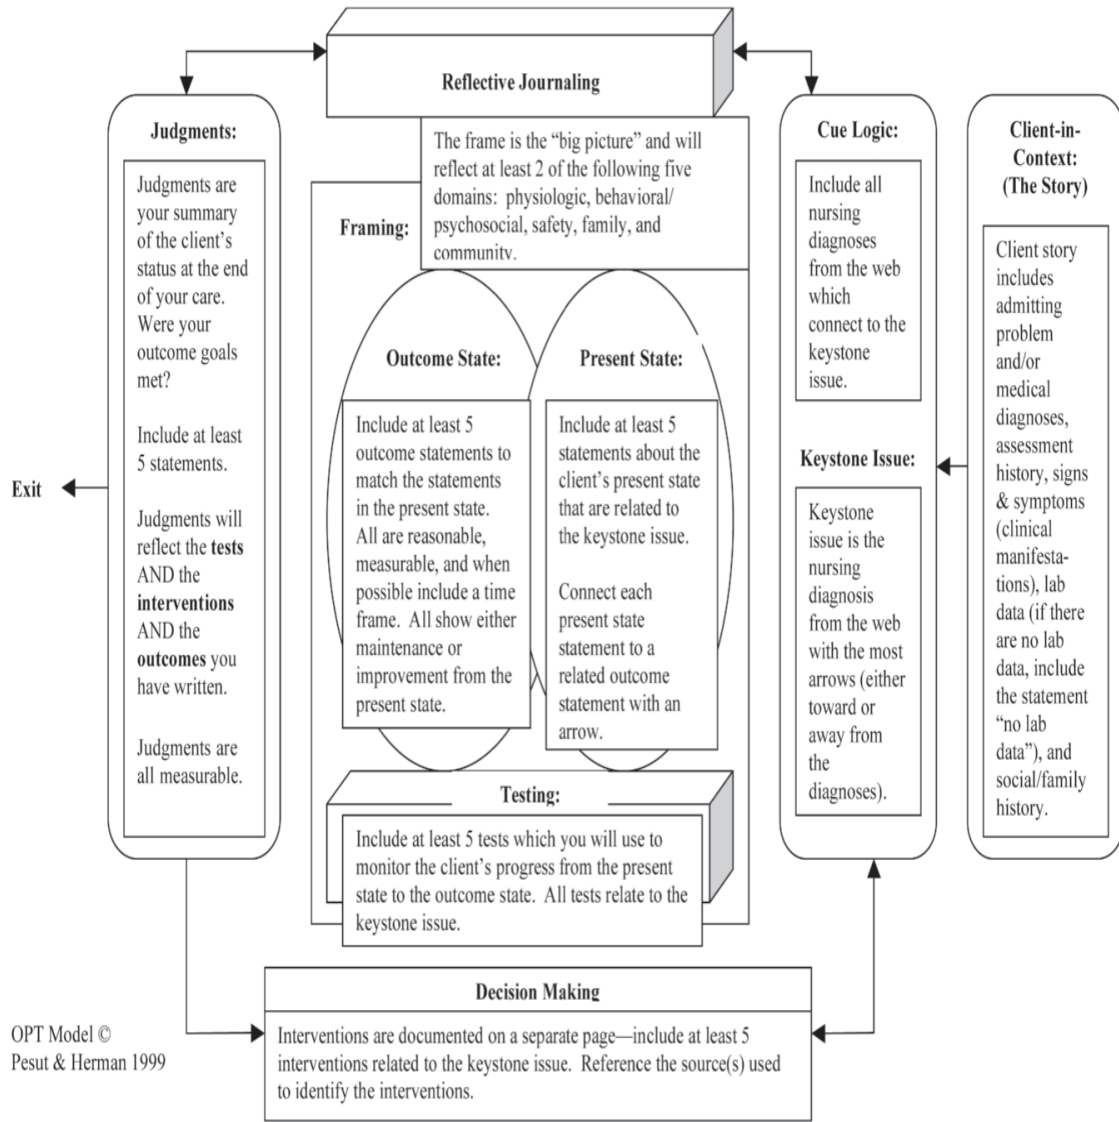 Reflective Journaling
Judgments:
Judgments are
your summary
of the client's
status at the end
of your care.
Were your
outcome goals
met?
Include at least
5 statements.
Judgments will
reflect the tests
AND the
interventions
AND the
outcomes you
have written.
Judgments are
all measurable.
Exit
The frame is the “big picture” and will
reflect at least 2 of the following five
domains: physiologic, behavioral/
psychosocial, safety, family, and
community.
Framing:
Outcome State:
Include at least 5
outcome statements to
match the statements
in the present state.
All are reasonable,
measurable, and when
possible include a time
frame. All show either
maintenance or
improvement from the
present state.
Present State:
Include at least 5
statements about the
client's present state
that are related to
the keystone issue.
Connect each
present state
statement to a
related outcome
statement with an
arrow.
Testing:
Include at least 5 tests which you will use to
monitor the client's progress from the present
state to the outcome state. All tests relate to the
keystone issue.
Cue Logic:
Include all
nursing
diagnoses
from the web
which
connect to the
keystone
issue.
Keystone Issue:
Keystone
issue is the
nursing
diagnosis
from the web
with the most
arrows (either
toward or
away from
the
diagnoses).
Client-in-
Context:
(The Story)
Client story
includes
admitting
problem
and/or
medical
diagnoses,
assessment
history, signs
& symptoms
(clinical
manifesta-
tions), lab
data (if there
are no lab
data, include
the statement
“no lab
data”), and
social/family
history.
Decision Making
Interventions are documented on a separate page—include at least 5
interventions related to the keystone issue. Reference the source(s) used
to identify the interventions.
OPT Model ©
Pesut & Herman 1999